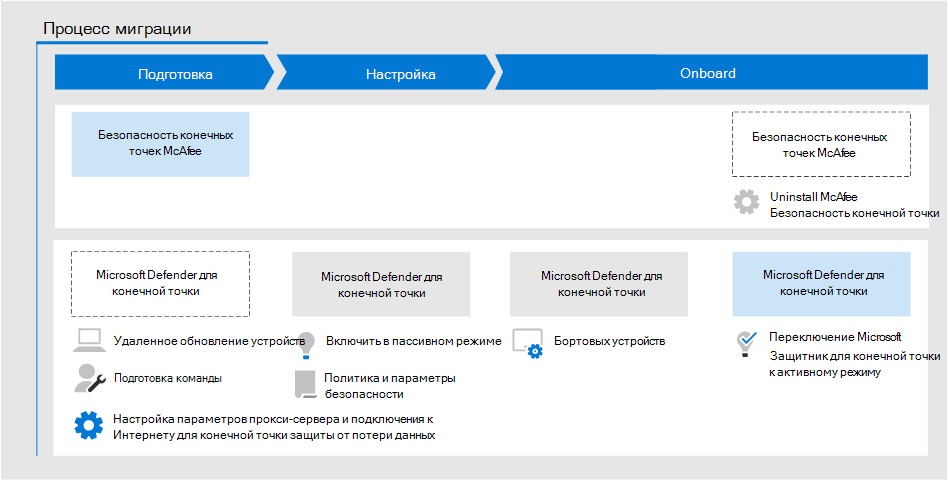 Процесс миграции
Подготовка
Настройка
Onboard
Безопасность конечных
точек McAfee
Безопасность конечных
точек McAfee
Uninstall McAfee
Безопасность конечной точки
Microsoft Defender для
конечной точки
Microsoft Defender для
конечной точки
Microsoft Defender для
конечной точки
Microsoft Defender для
конечной точки
Удаленное обновление устройств
Включить в пассивном режиме
Бортовых устройств
Переключение Microsoft
Защитник для конечной точки
к активному режиму
Подготовка команды
Политика и параметры
безопасности
Настройка параметров прокси-сервера и подключения к
Интернету для конечной точки защиты от потери данных